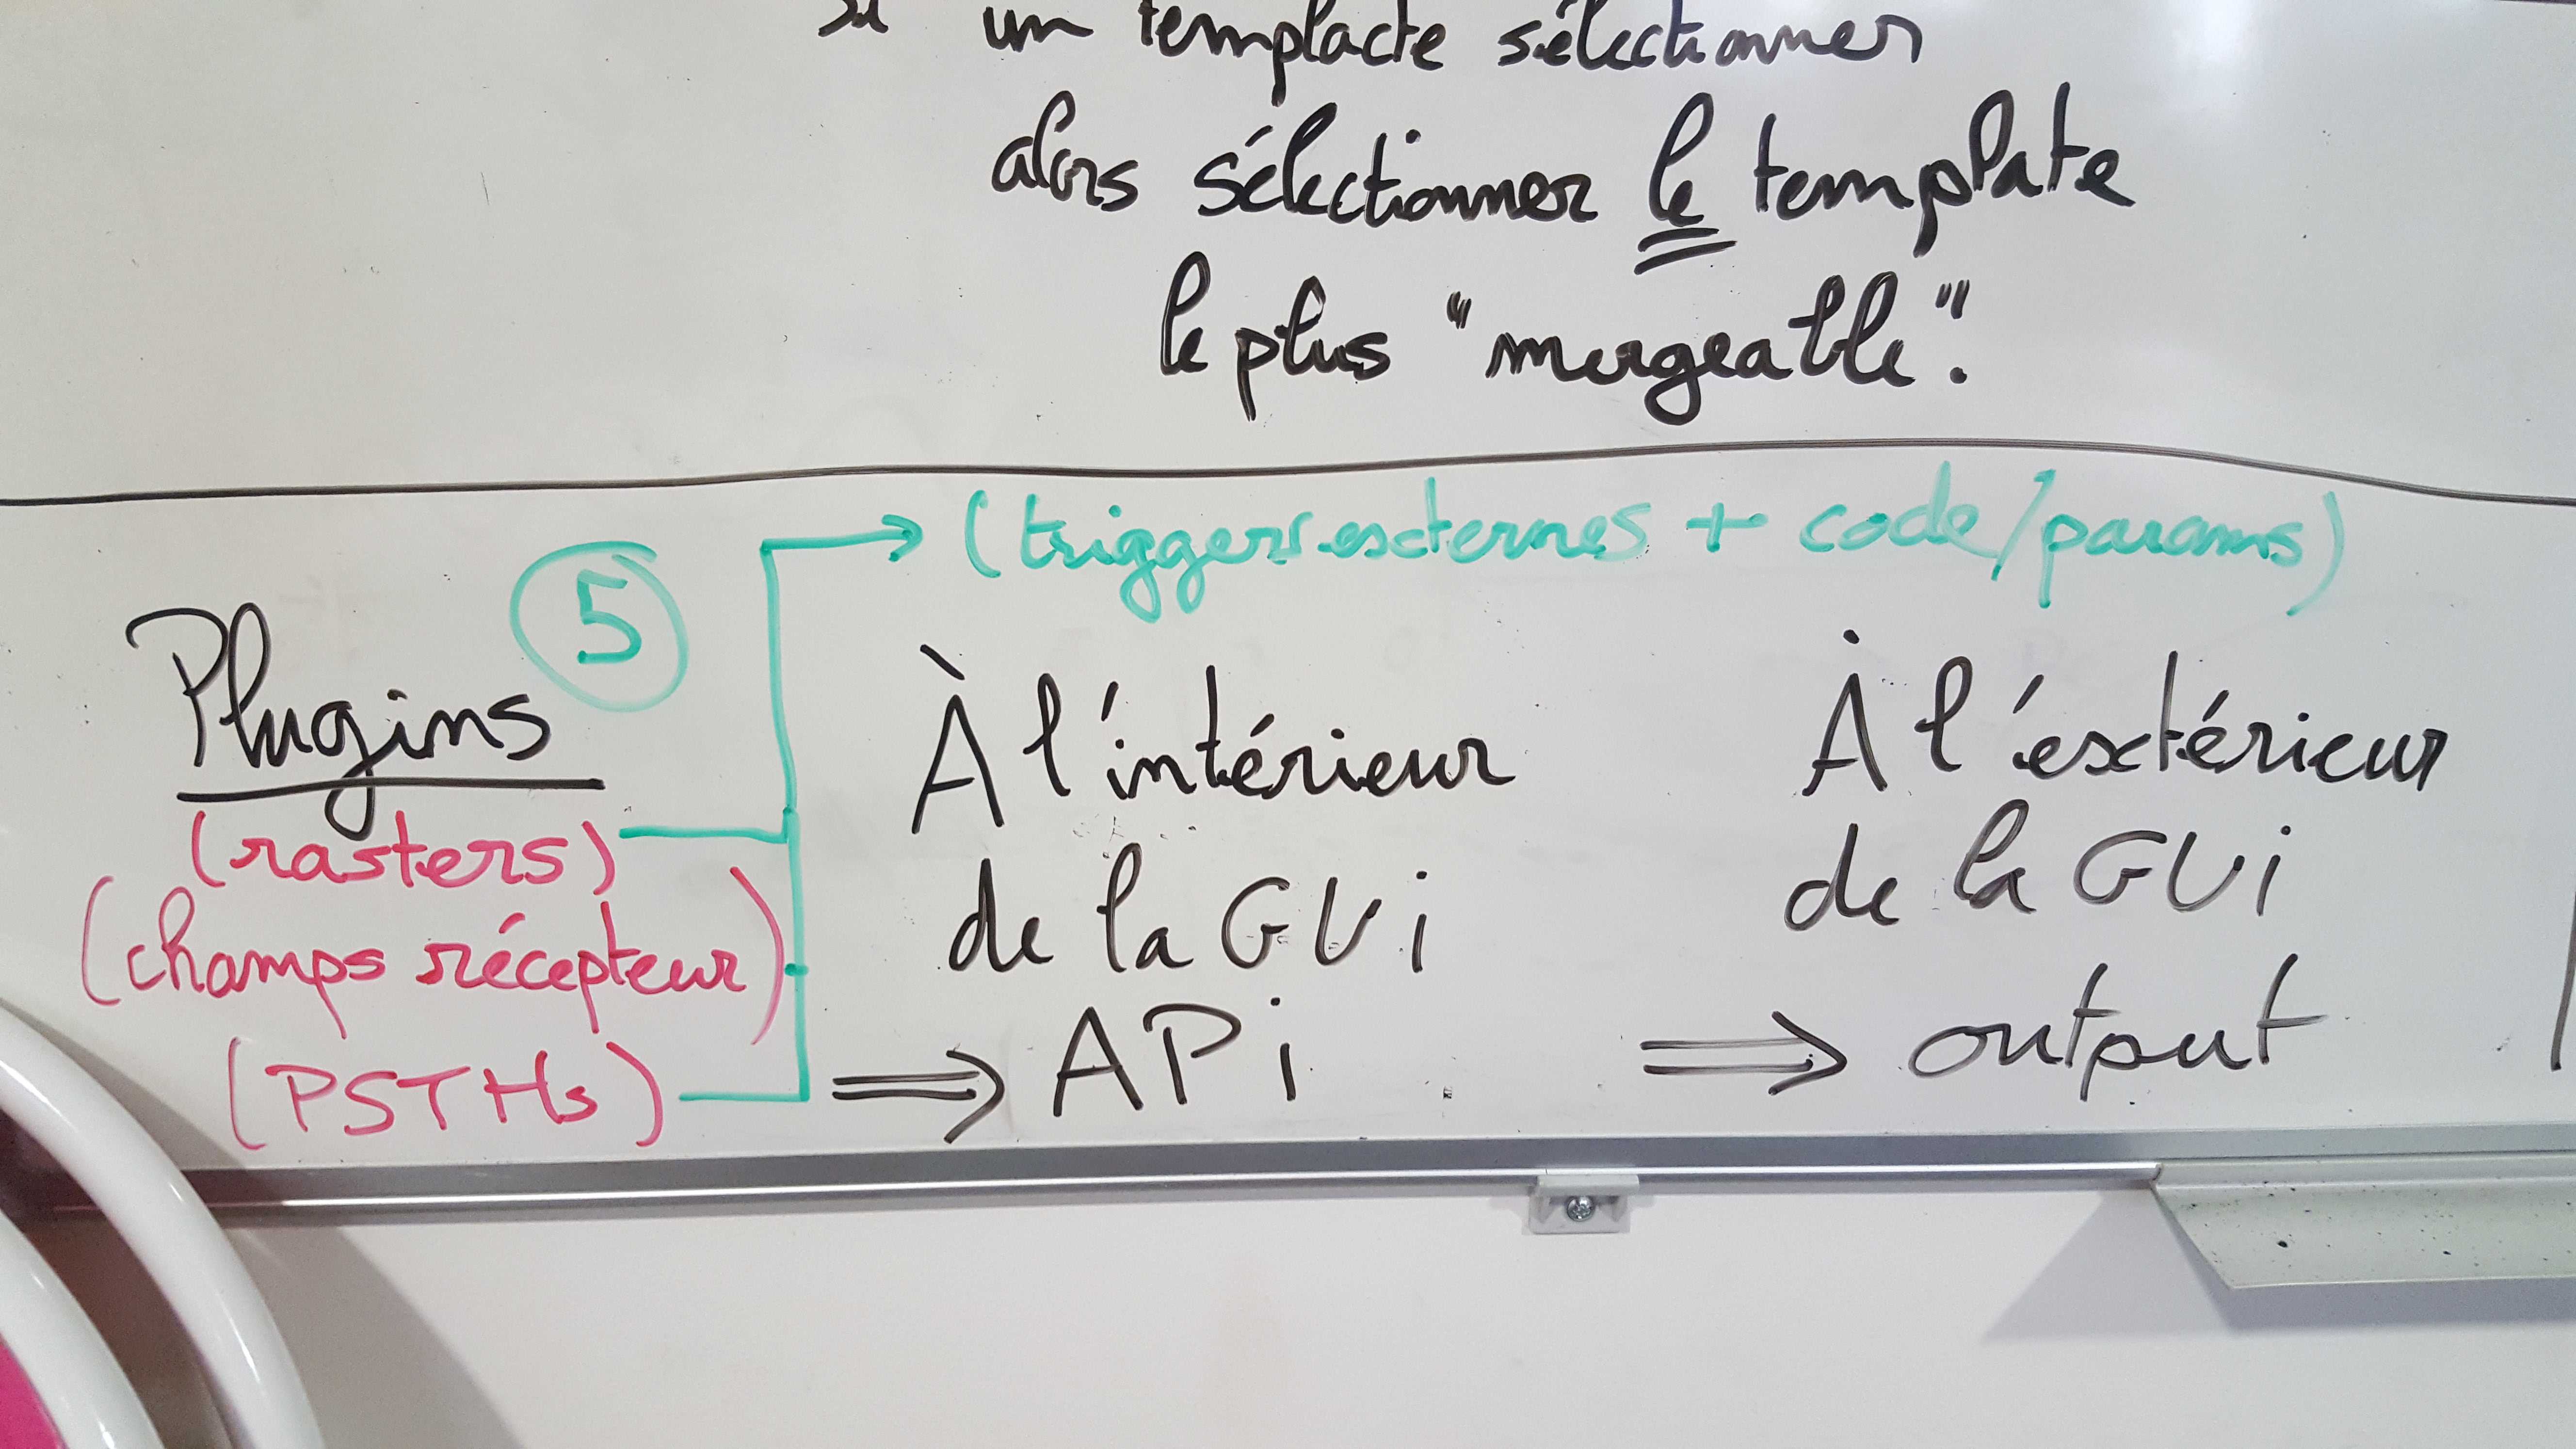 si un templacte sélectionner
alors sélectionner le template
le plus "mergeable".
5
(triggers externes + code/params)
Plugins
(rasters)
(champs récepteur)
(PSTHs)
À l'intérieur
de la GUi
⇒ APi
À l'extérieur
de la GUi
⇒ output